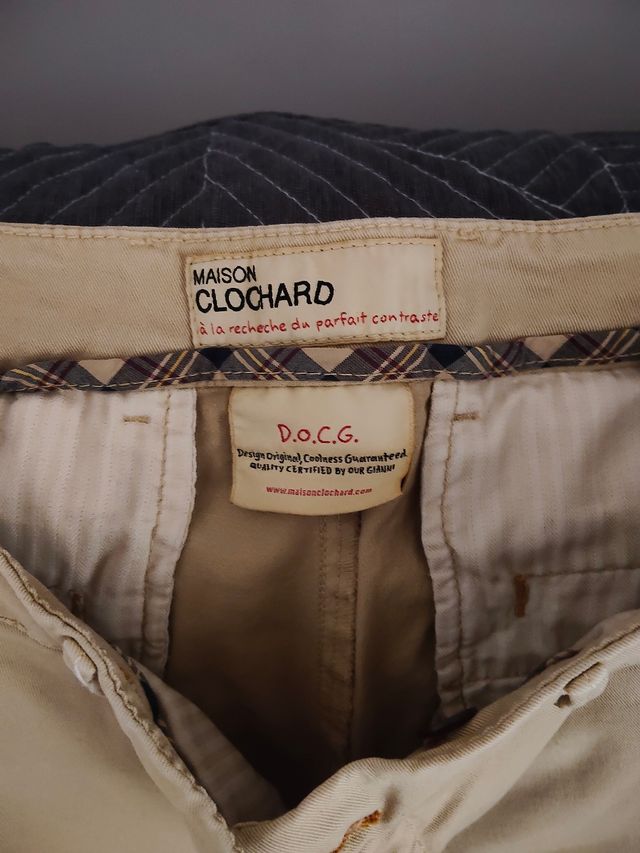 MAISON
CLOCHARD
à la recheche du parfait contraste
D.O.C.G.
Design Original, Coolness Guaranteed
QUALITY CERTIFIED BY OUR GIANNI
www.maisonclochard.com